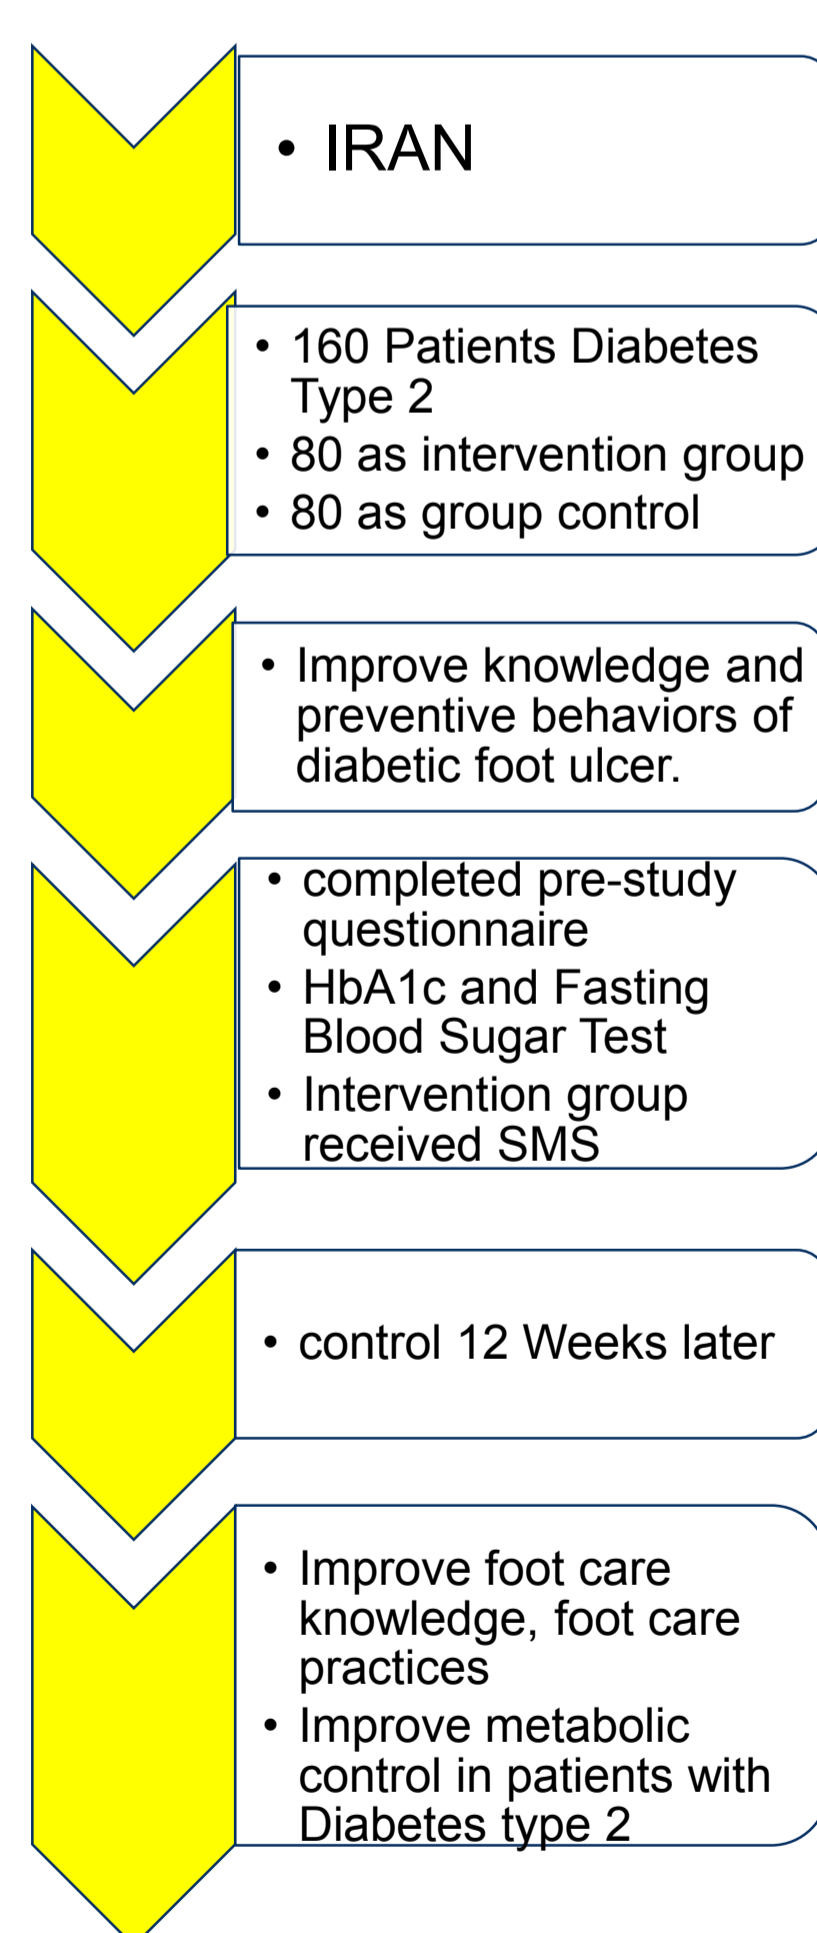 • IRAN
• 160 Patients Diabetes
Type 2
• 80 as intervention group
• 80 as group control
• Improve knowledge and
preventive behaviors of
diabetic foot ulcer.
• completed pre-study
questionnaire
• HbA1c and Fasting
Blood Sugar Test
• Intervention group
received SMS
• control 12 Weeks later
• Improve foot care
knowledge, foot care
practices
• Improve metabolic
control in patients with
Diabetes type 2